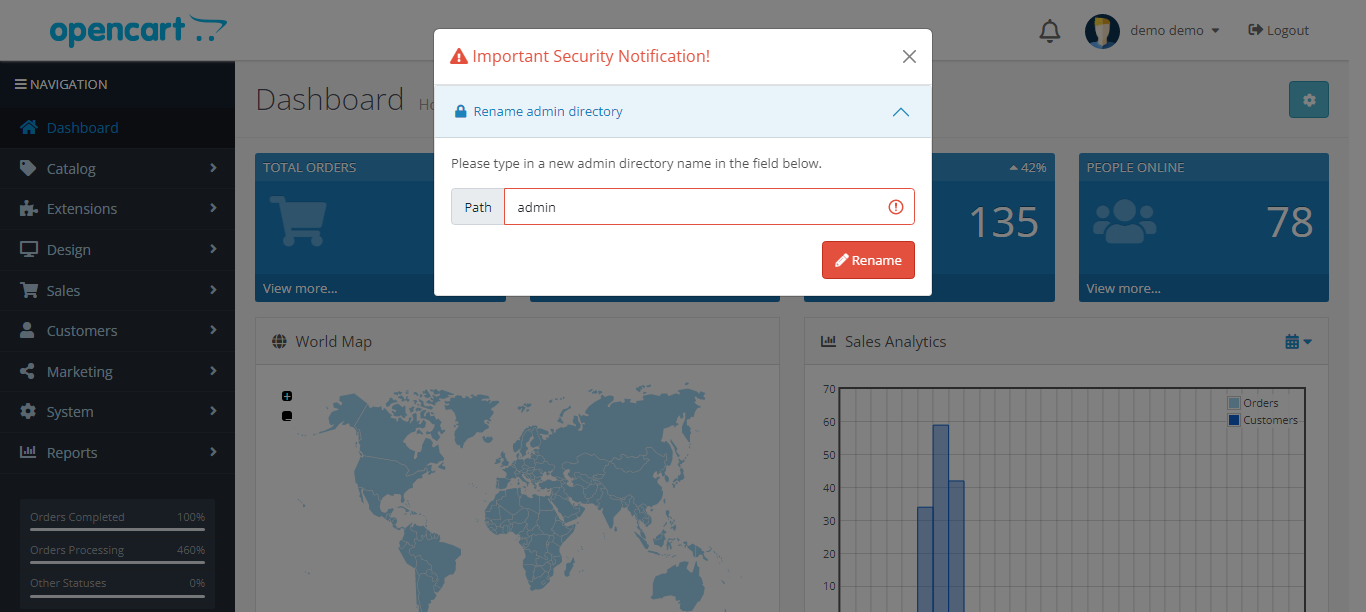 opencart
demo demo
Logout
NAVIGATION
Dashboard
Catalog
Extensions
Design
Sales
Customers
Marketing
System
Reports
Orders Completed 100%
Orders Processing 460%
Other Statuses 0%
Dashboard
Important Security Notification!
Rename admin directory
Please type in a new admin directory name in the field below.
Path admin
Rename
TOTAL ORDERS
View more...
42%
135
PEOPLE ONLINE
78
View more...
World Map
Sales Analytics
70
60
50
40
30
20
10
Orders
Customers